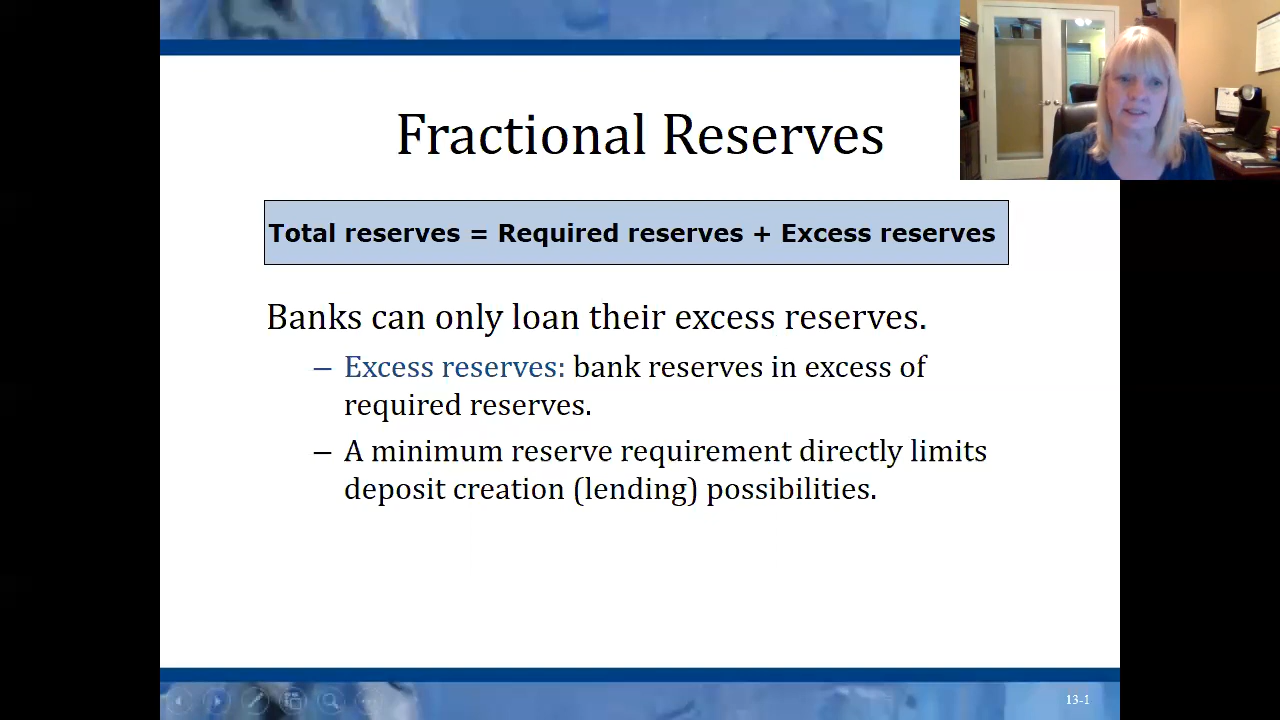 Fractional Reserves
Total reserves = Required reserves + Excess reserves
Banks can only loan their excess reserves.
– Excess reserves: bank reserves in excess of
required reserves.
– A minimum reserve requirement directly limits
deposit creation (lending) possibilities.
13-1